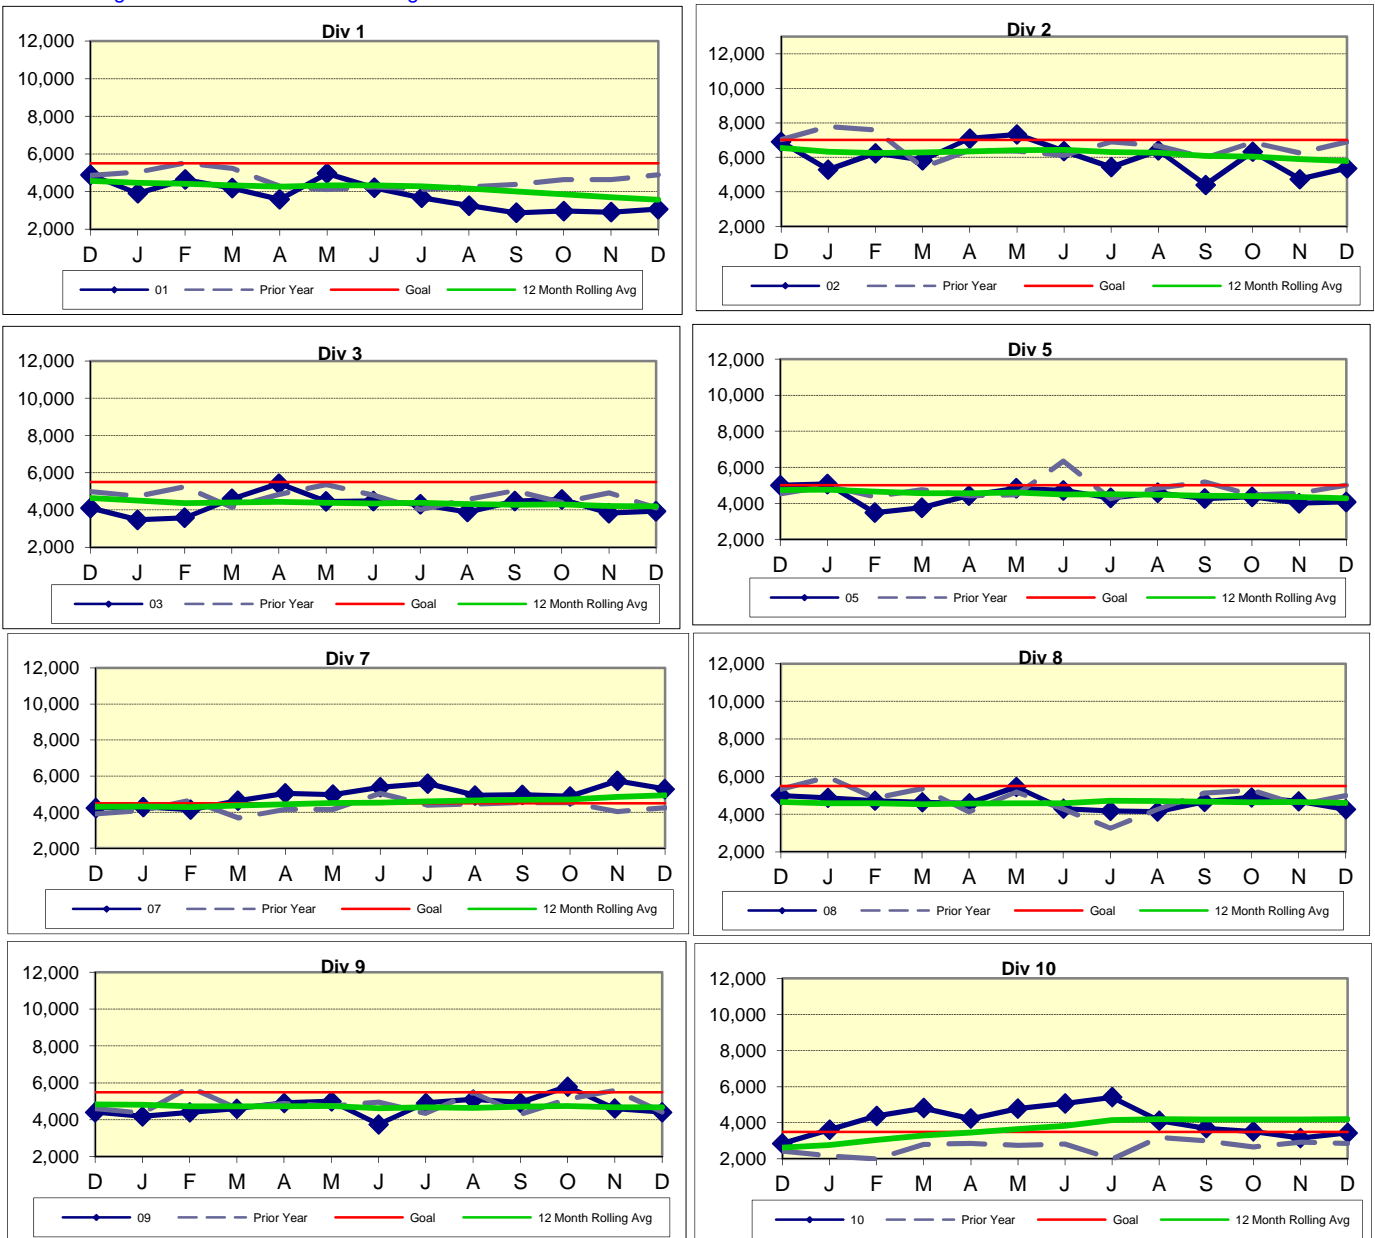 Div 1
12,000
10,000
8,000
6,000
4,000
2,000
D J F M A M J J A S O N D
01 Prior Year Goal 12 Month Rolling Avg
Div 2
12,000
10,000
8,000
6,000
4,000
2,000
D J F M A M J J A S O N D
02 Prior Year Goal 12 Month Rolling Avg
Div 3
12,000
10,000
8,000
6,000
4,000
2,000
D J F M A M J J A S O N D
03 Prior Year Goal 12 Month Rolling Avg
Div 5
12,000
10,000
8,000
6,000
4,000
2,000
D J F M A M J J A S O N D
05 Prior Year Goal 12 Month Rolling Avg
Div 7
12,000
10,000
8,000
6,000
4,000
2,000
D J F M A M J J A S O N D
07 Prior Year Goal 12 Month Rolling Avg
Div 8
12,000
10,000
8,000
6,000
4,000
2,000
D J F M A M J J A S O N D
08 Prior Year Goal 12 Month Rolling Avg
Div 9
12,000
10,000
8,000
6,000
4,000
2,000
D J F M A M J J A S O N D
09 Prior Year Goal 12 Month Rolling Avg
Div 10
12,000
10,000
8,000
6,000
4,000
2,000
D J F M A M J J A S O N D
10 Prior Year Goal 12 Month Rolling Avg